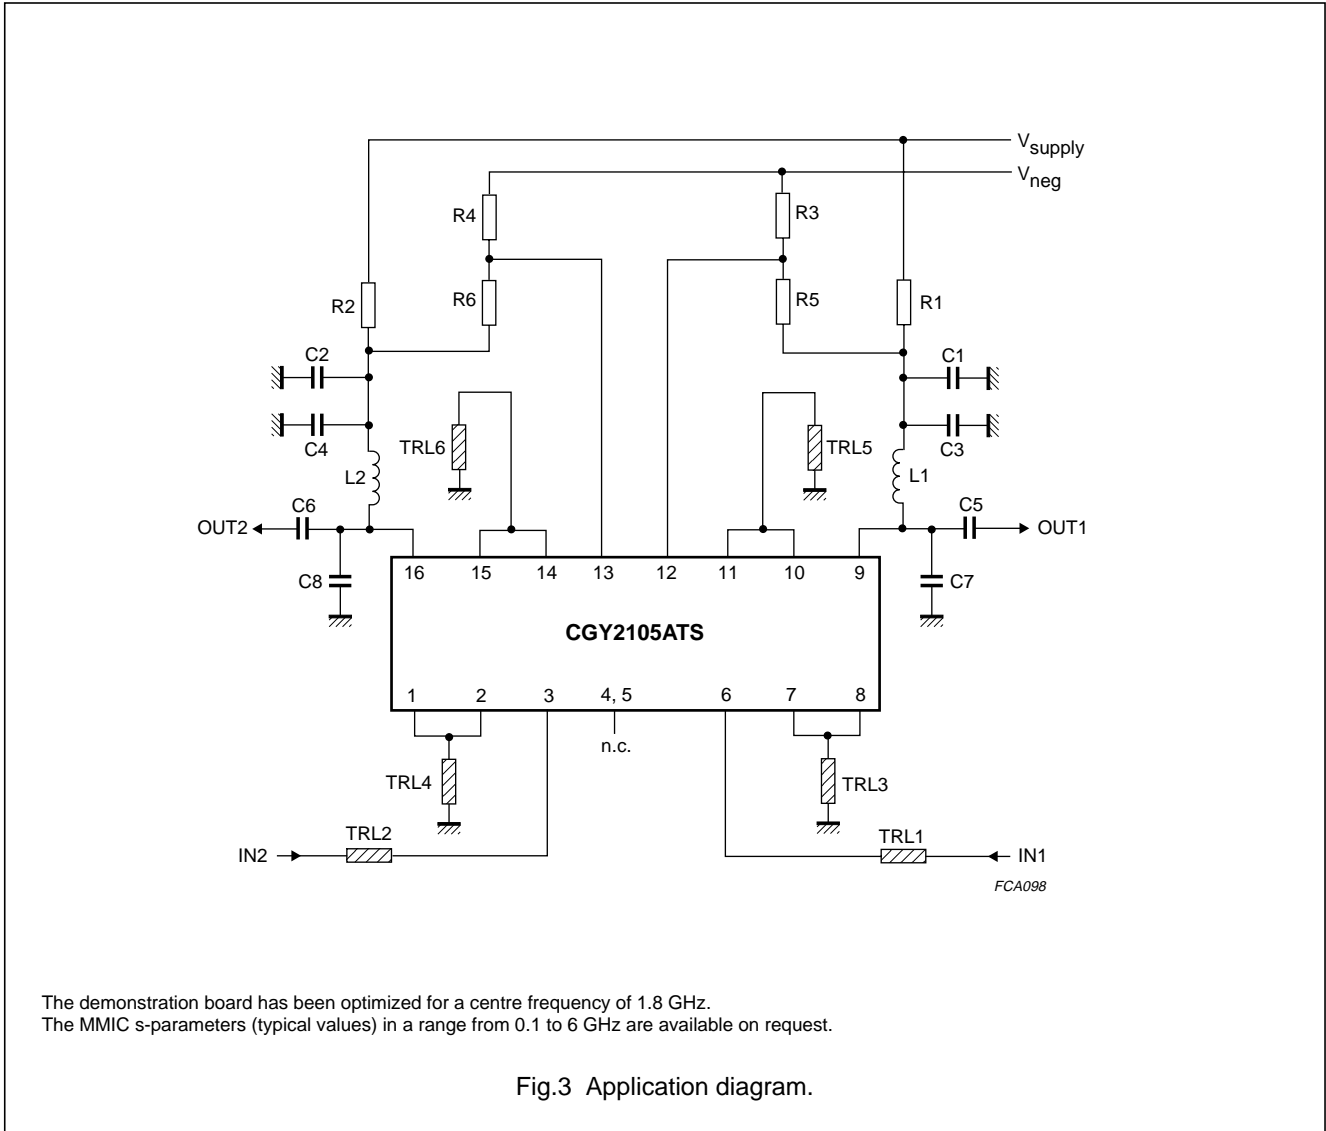 Vsupply
Vneg
R4
R3
R2
R6
R5
R1
C2
C1
C4
C3
TRL6
TRL5
L2
L1
C6
C5
OUT2
OUT1
C8
C7
16 15 14 13 12 11 10 9
CGY2105ATS
1 2 3 4, 5 6 7 8
n.c.
TRL4
TRL3
TRL2
TRL1
IN2
IN1
FCA098
The demonstration board has been optimized for a centre frequency of 1.8 GHz.
The MMIC s-parameters (typical values) in a range from 0.1 to 6 GHz are available on request.
Fig.3 Application diagram.